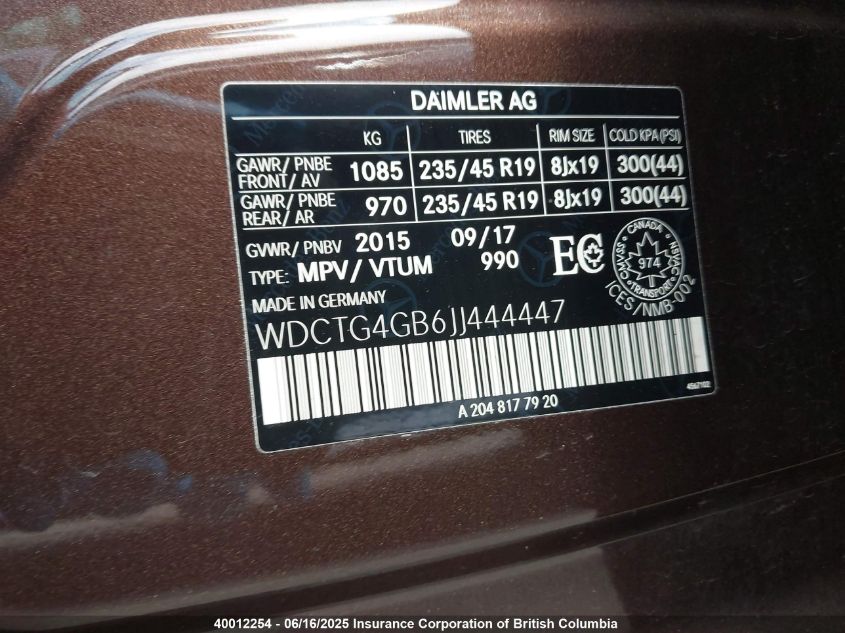 DAIMLER AG
KG TIRES RIM SIZE COLD KPA(PSI)
GAWR/ PNBE FRONT/ AV 1085 235/45 R19 8Jx19 300(44)
GAWR/ PNBE REAR/ AR 970 235/45 R19 8Jx19 300(44)
GVWR/ PNBV 2015 09/17
TYPE: MPV/ VTUM 990 EC
CANADA
974
TRANSPORT
ICES/NMB-002
MADE IN GERMANY
WDCTG4GB6JJ444447
4567102
A 204 817 79 20
40012254 - 06/16/2025 Insurance Corporation of British Columbia